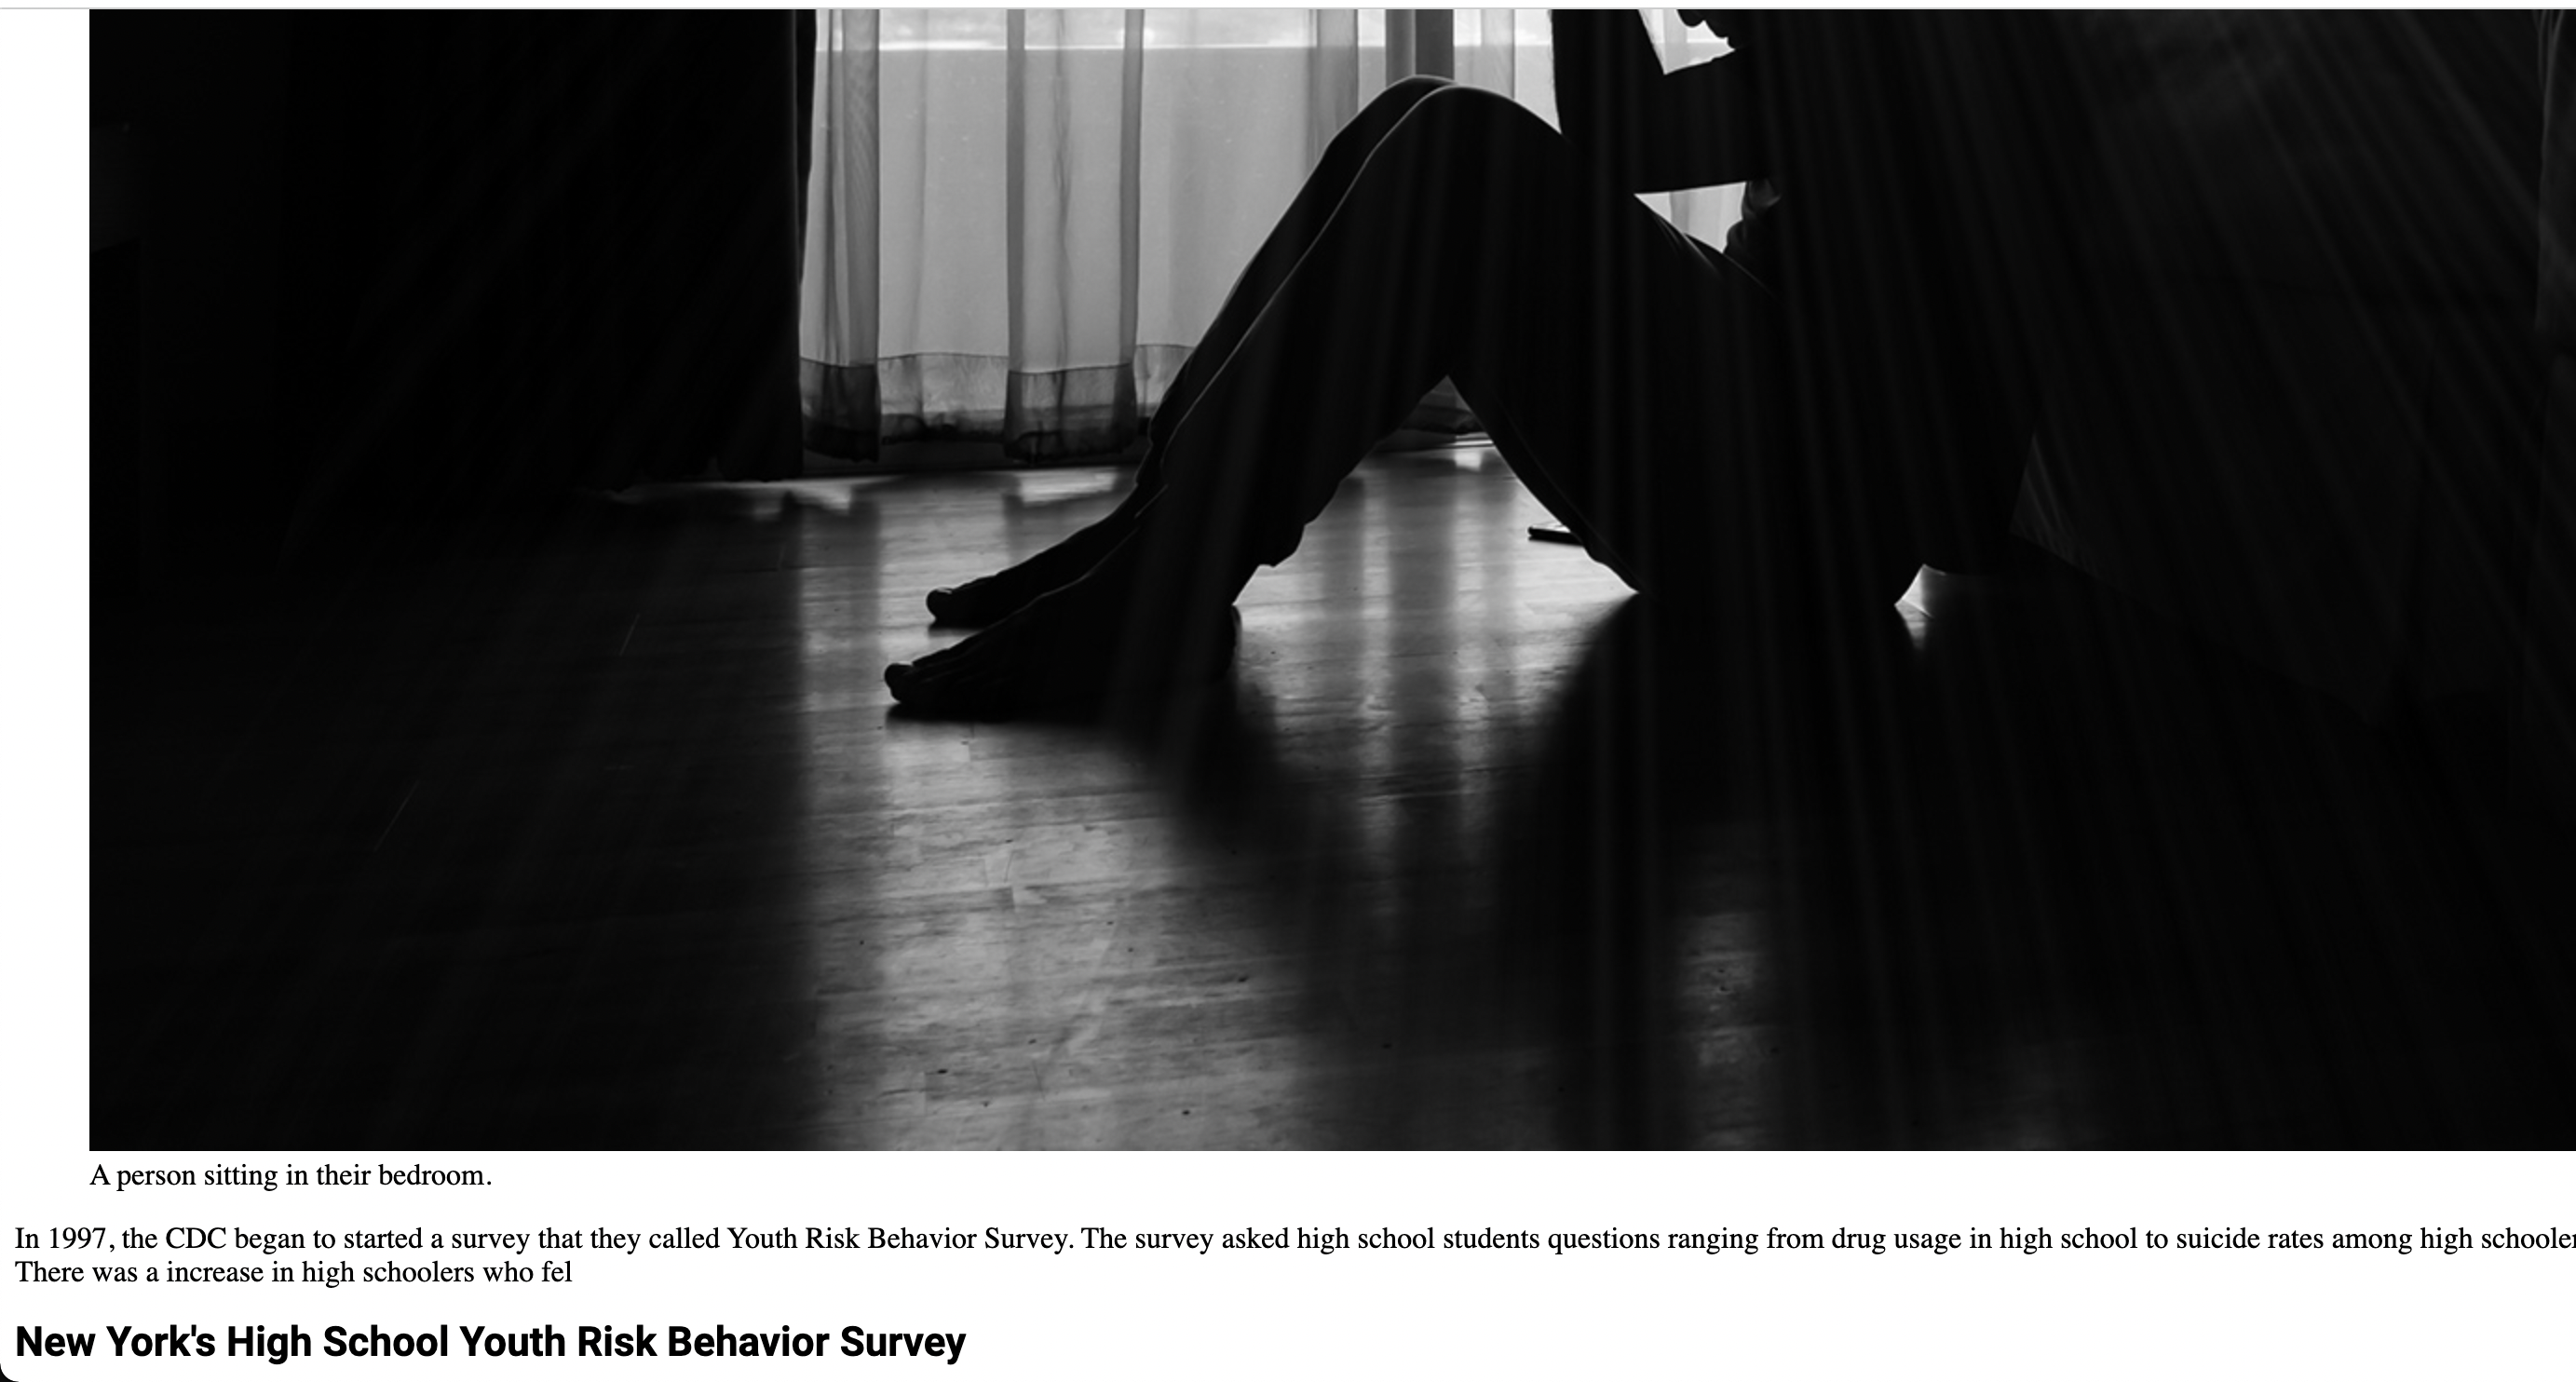 A person sitting in their bedroom.
In 1997, the CDC began to started a survey that they called Youth Risk Behavior Survey. The survey asked high school students questions ranging from drug usage in high school to suicide rates among high
There was a increase in high schoolers who fel
New York's High School Youth Risk Behavior Survey